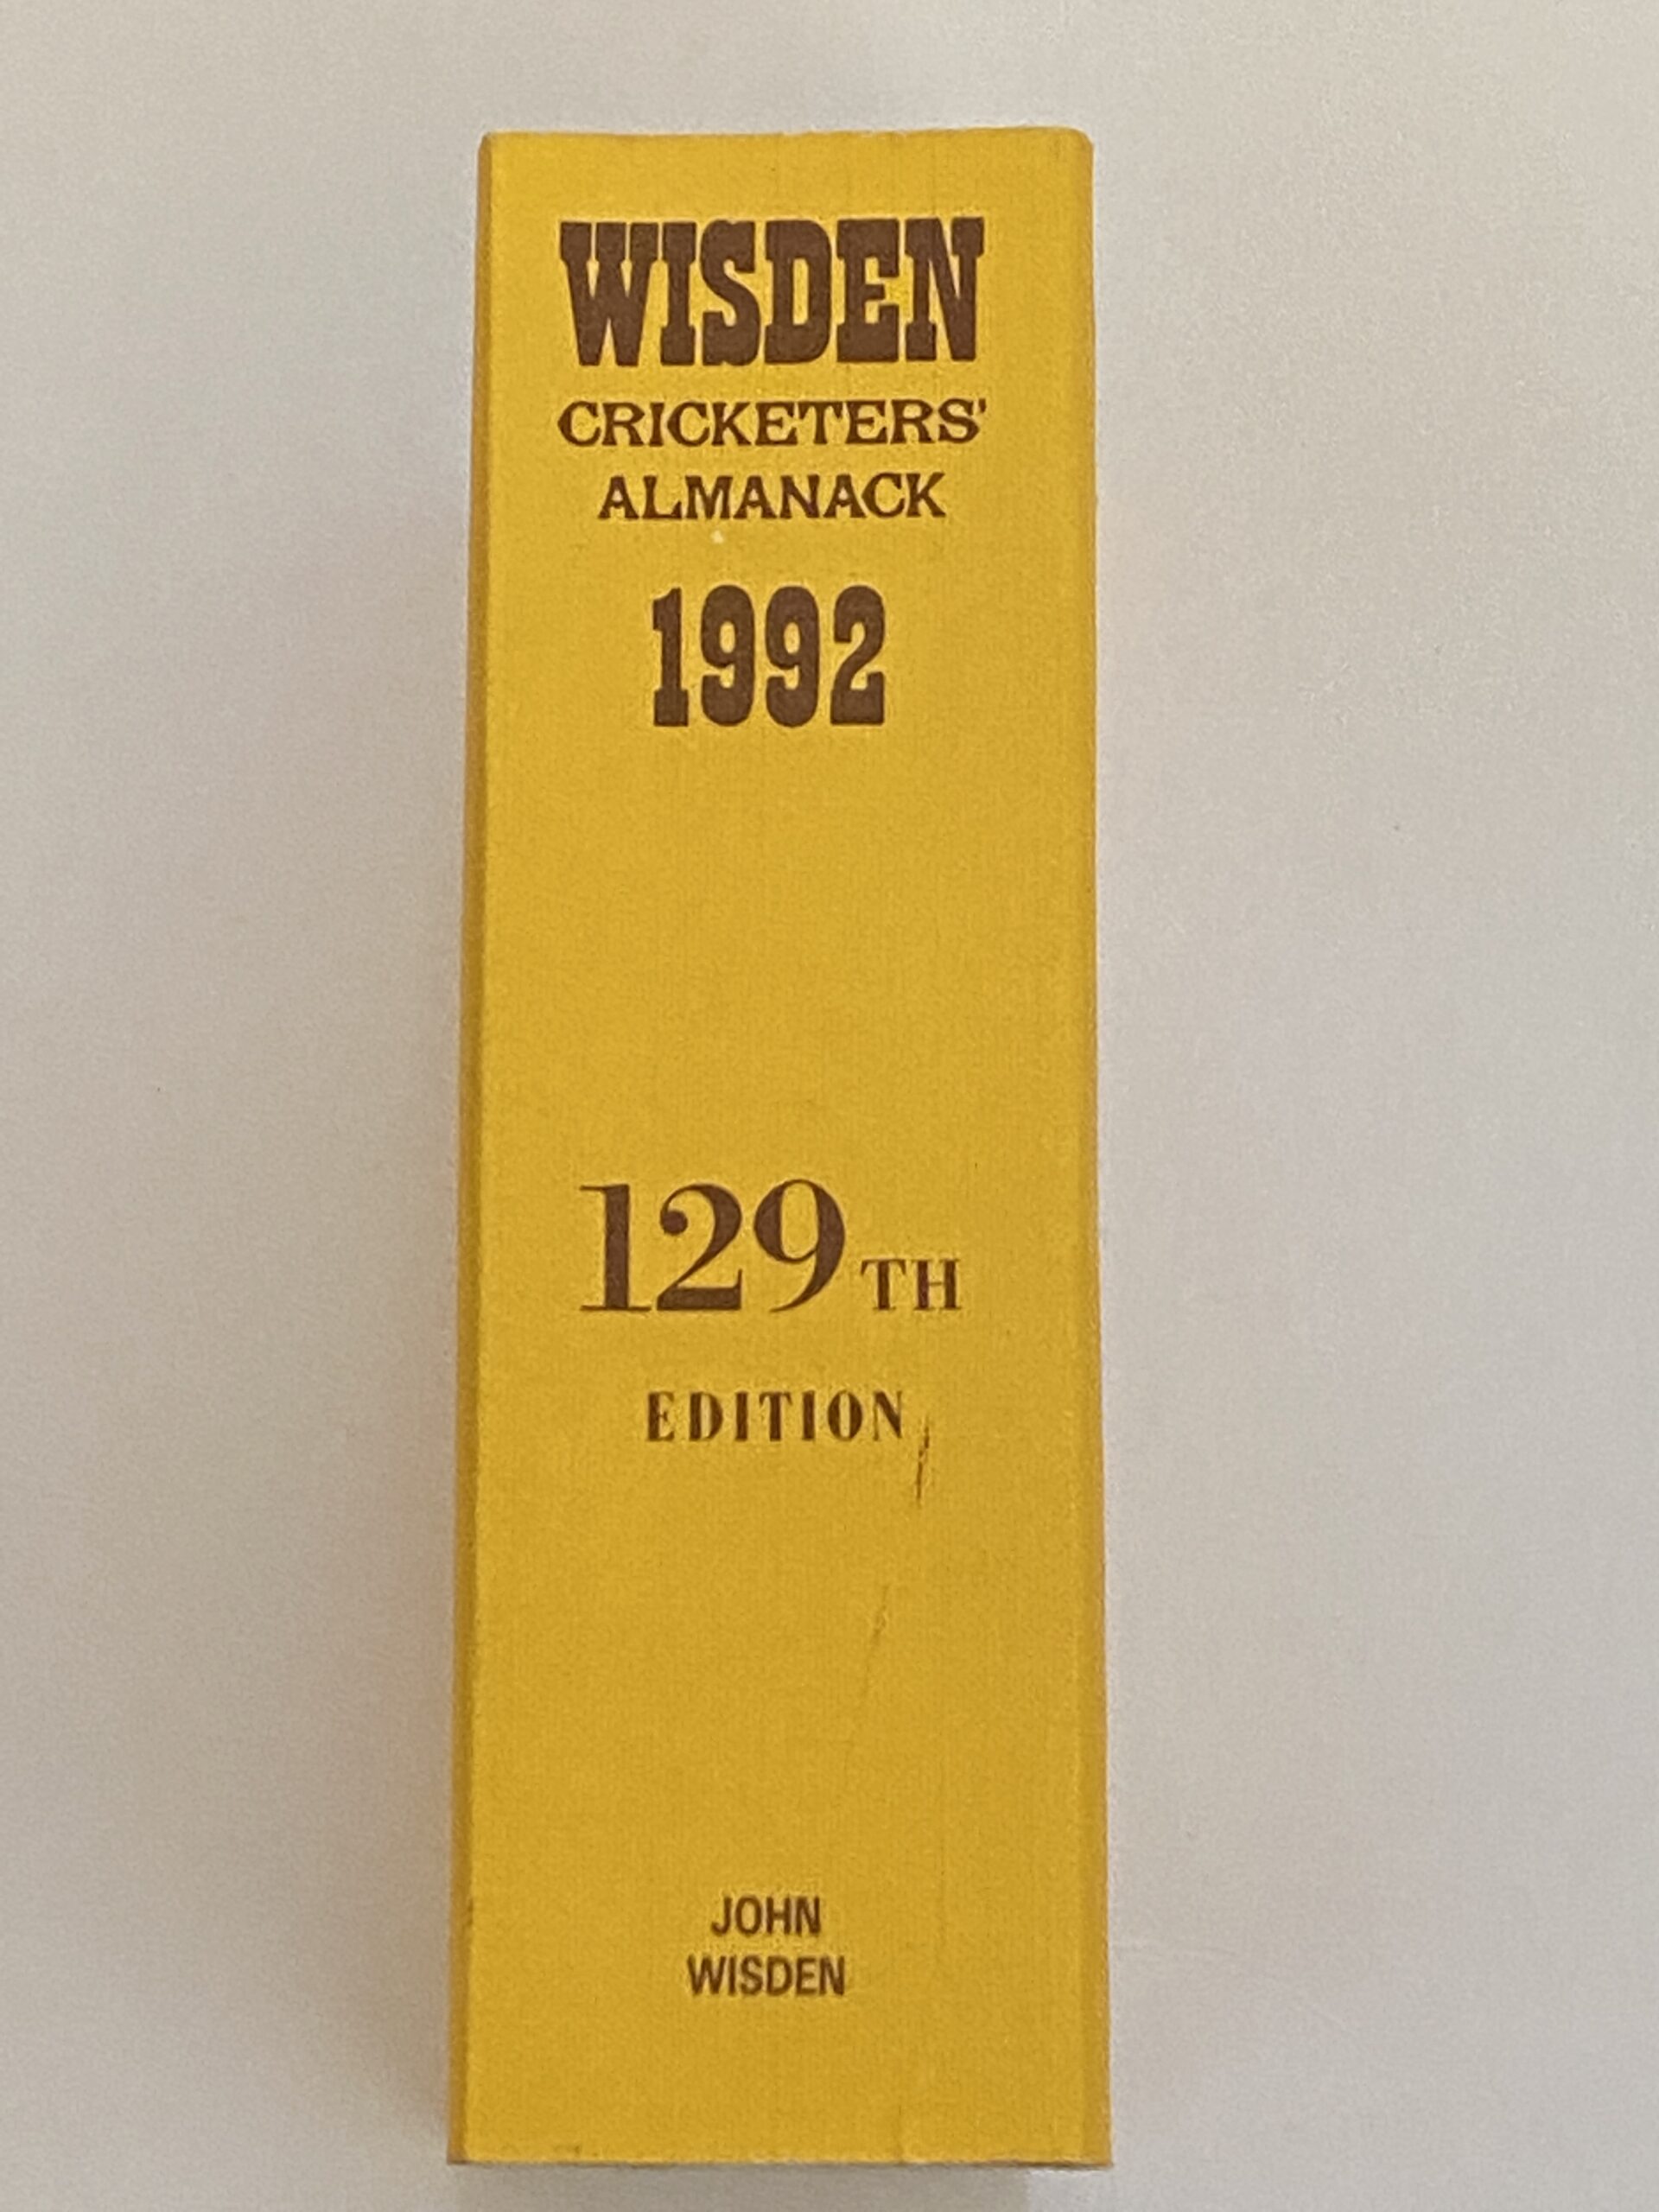 WISDEN
CRICKETERS'
ALMANACK
1992
129TH
EDITION
JOHN
WISDEN